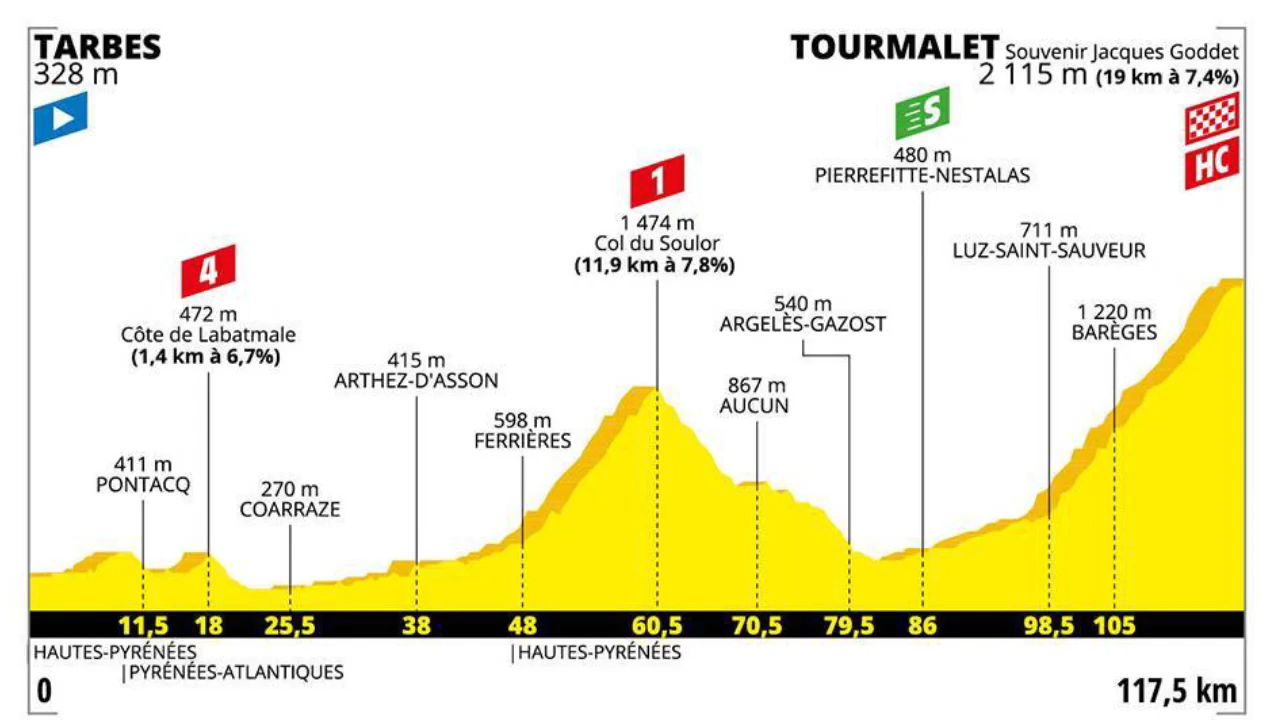 TARBES
328 m
TOURMALET Souvenir Jacques Goddet
2 115 m (19 km à 7,4%)
S
480 m
PIERREFITTE-NESTALAS
HC
1
1 474 m
Col du Soulor
(11,9 km à 7,8%)
711 m
LUZ-SAINT-SAUVEUR
4
472 m
Côte de Labatmale
(1,4 km à 6,7%)
540 m
ARGELÈS-GAZOST
1 220 m
BARÈGES
415 m
ARTHEZ-D'ASSON
867 m
AUCUN
598 m
FERRIÈRES
411 m
PONTACQ
270 m
COARRAZE
11,5 18 25,5 38 48 60,5 70,5 79,5 86 98,5 105
HAUTES-PYRÉNÉES
|HAUTES-PYRÉNÉES
|PYRÉNÉES-ATLANTIQUES
0
117,5 km